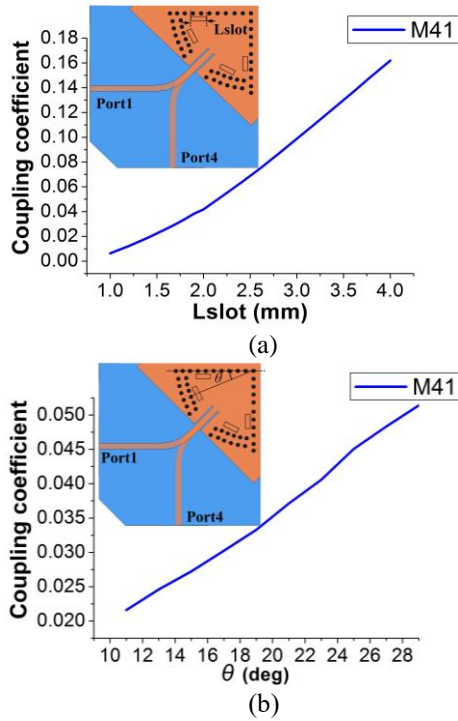 0.18
0.16
0.14
0.12
0.10
0.08
0.06
0.04
0.02
0.00
Coupling coefficient
Lslot
Port1
Port4
M41
1.0 1.5 2.0 2.5 3.0 3.5 4.0
Lslot (mm)
(a)
0.050
0.045
0.040
0.035
0.030
0.025
0.020
Coupling coefficient
θ
Port1
Port4
M41
10 12 14 16 18 20 22 24 26 28
θ (deg)
(b)